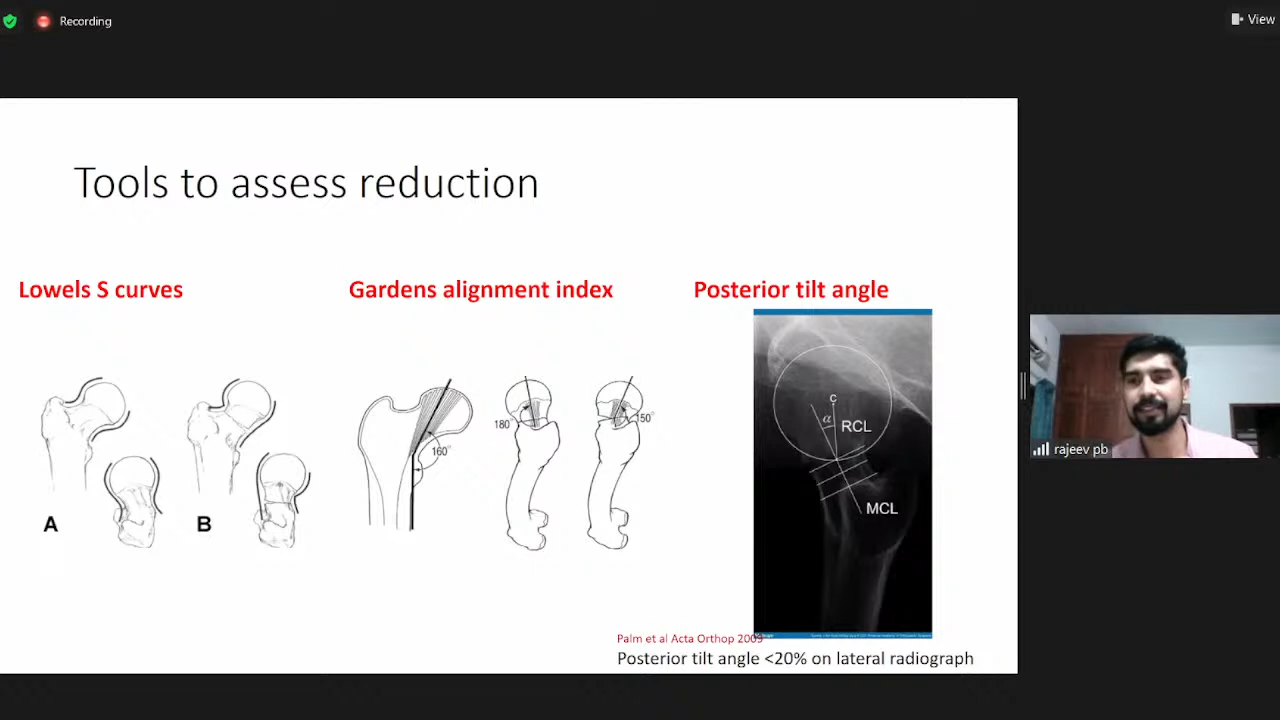 Recording
View
Tools to assess reduction
Lowels S curves
Gardens alignment index
Posterior tilt angle
A
B
160°
180°
150°
c
α
RCL
MCL
rajeev pb
Palm et al Acta Orthop 2009
Posterior tilt angle <20% on lateral radiograph